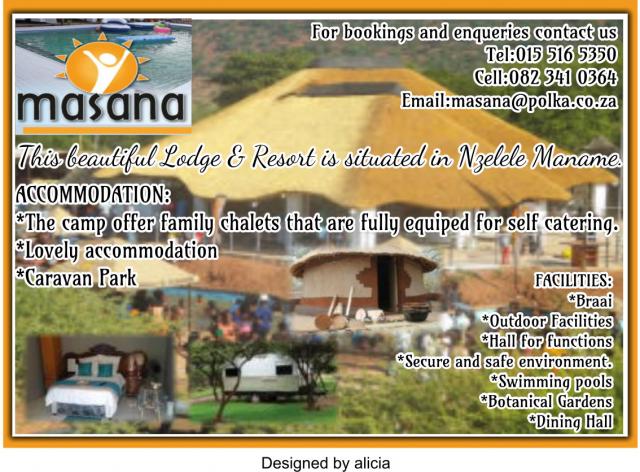 For bookings and enqueries contact us
Tel:015 516 5350
Cell:082 341 0364
Email:masana@polka.co.za
masana
This beautiful Lodge & Resort is situated in Nzelele Maname.
ACCOMMODATION:
*The camp offer family chalets that are fully equiped for self catering.
*Lovely accommodation
*Caravan Park
FACILITIES:
*Braai
*Outdoor Facilities
*Hall for functions
*Secure and safe environment.
*Swimming pools
*Botanical Gardens
*Dining Hall
Designed by alicia